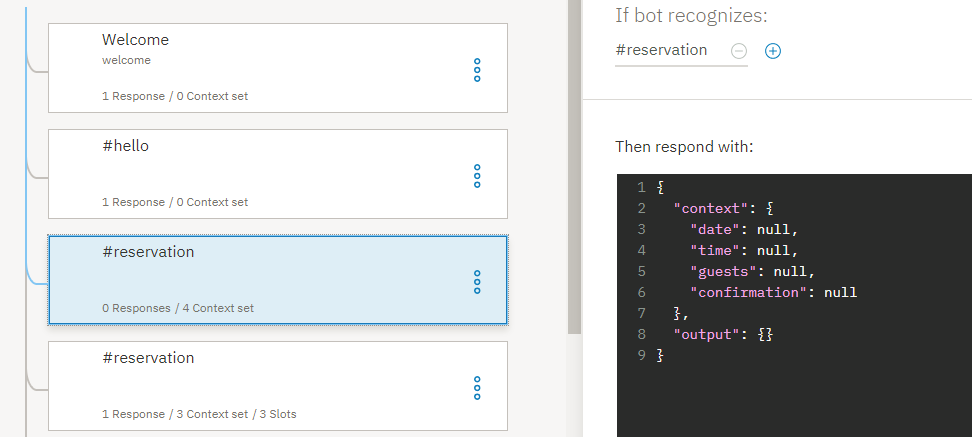 Welcome
welcome
1 Response / 0 Context set
#hello
1 Response / 0 Context set
#reservation
0 Responses / 4 Context set
#reservation
1 Response / 3 Context set / 3 Slots
If bot recognizes:
#reservation
Then respond with:
1 {
2 "context": {
3 "date": null,
4 "time": null,
5 "guests": null,
6 "confirmation": null
7 },
8 "output": {}
9 }